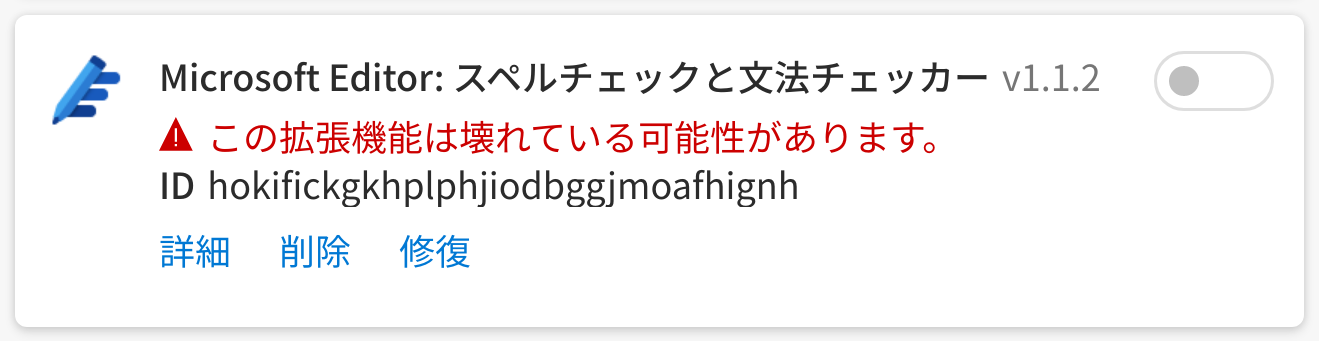 Microsoft Editor: スペルチェックと文法チェッカー v1.1.2
この拡張機能は壊れている可能性があります。
ID hokifickgkhplphjiodbggjmoafhignh
詳細 削除 修復